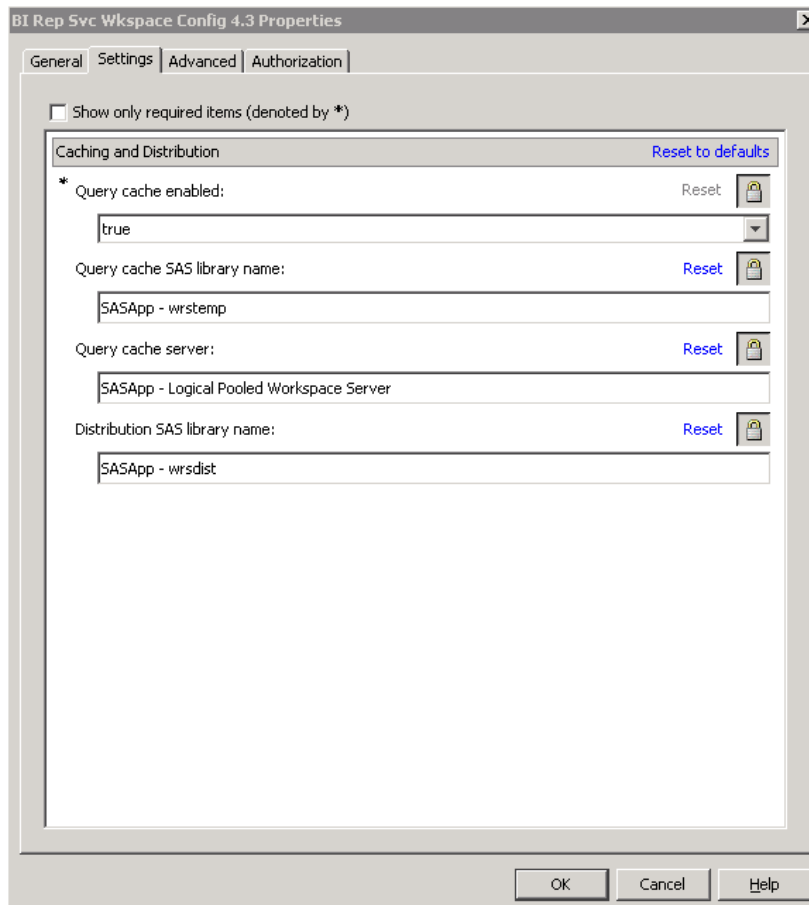 BI Rep Svc Wkspace Config 4.3 Properties
General Settings Advanced Authorization
Show only required items (denoted by *)
Caching and Distribution Reset to defaults
* Query cache enabled: Reset
true
Query cache SAS library name: Reset
SASApp - wrstemp
Query cache server: Reset
SASApp - Logical Pooled Workspace Server
Distribution SAS library name: Reset
SASApp - wrsdist
OK Cancel Help